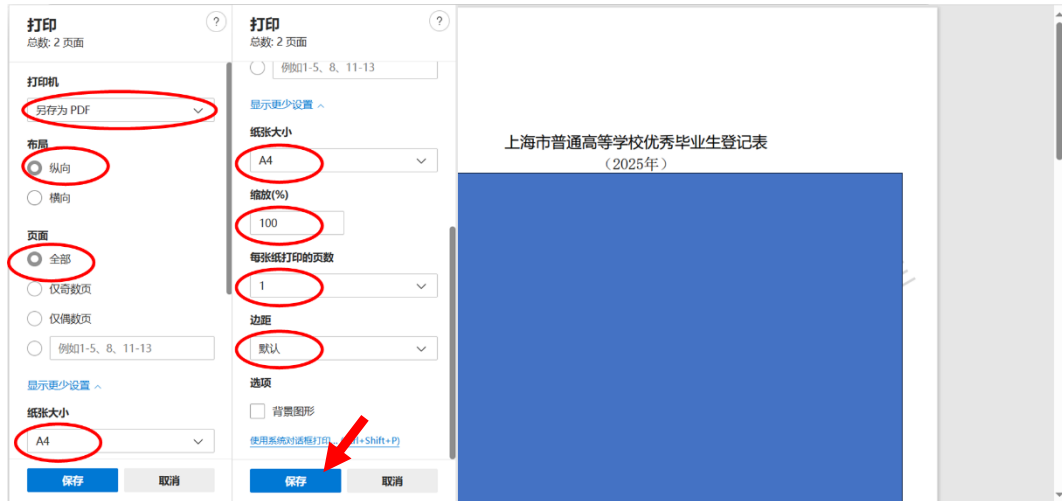 打印
?
总数: 2 页面
打印机
另存为 PDF
布局
纵向
横向
页面
全部
仅奇数页
仅偶数页
例如1-5、8、11-13
显示更少设置
纸张大小
A4
保存
取消
打印
?
总数: 2 页面
例如1-5、8、11-13
显示更少设置
纸张大小
A4
缩放(%)
100
每张纸打印的页数
1
边距
默认
选项
背景图形
使用系统对话框打印
+Shift+P)
保存
取消
上海市普通高等学校优秀毕业生登记表
（2025年）